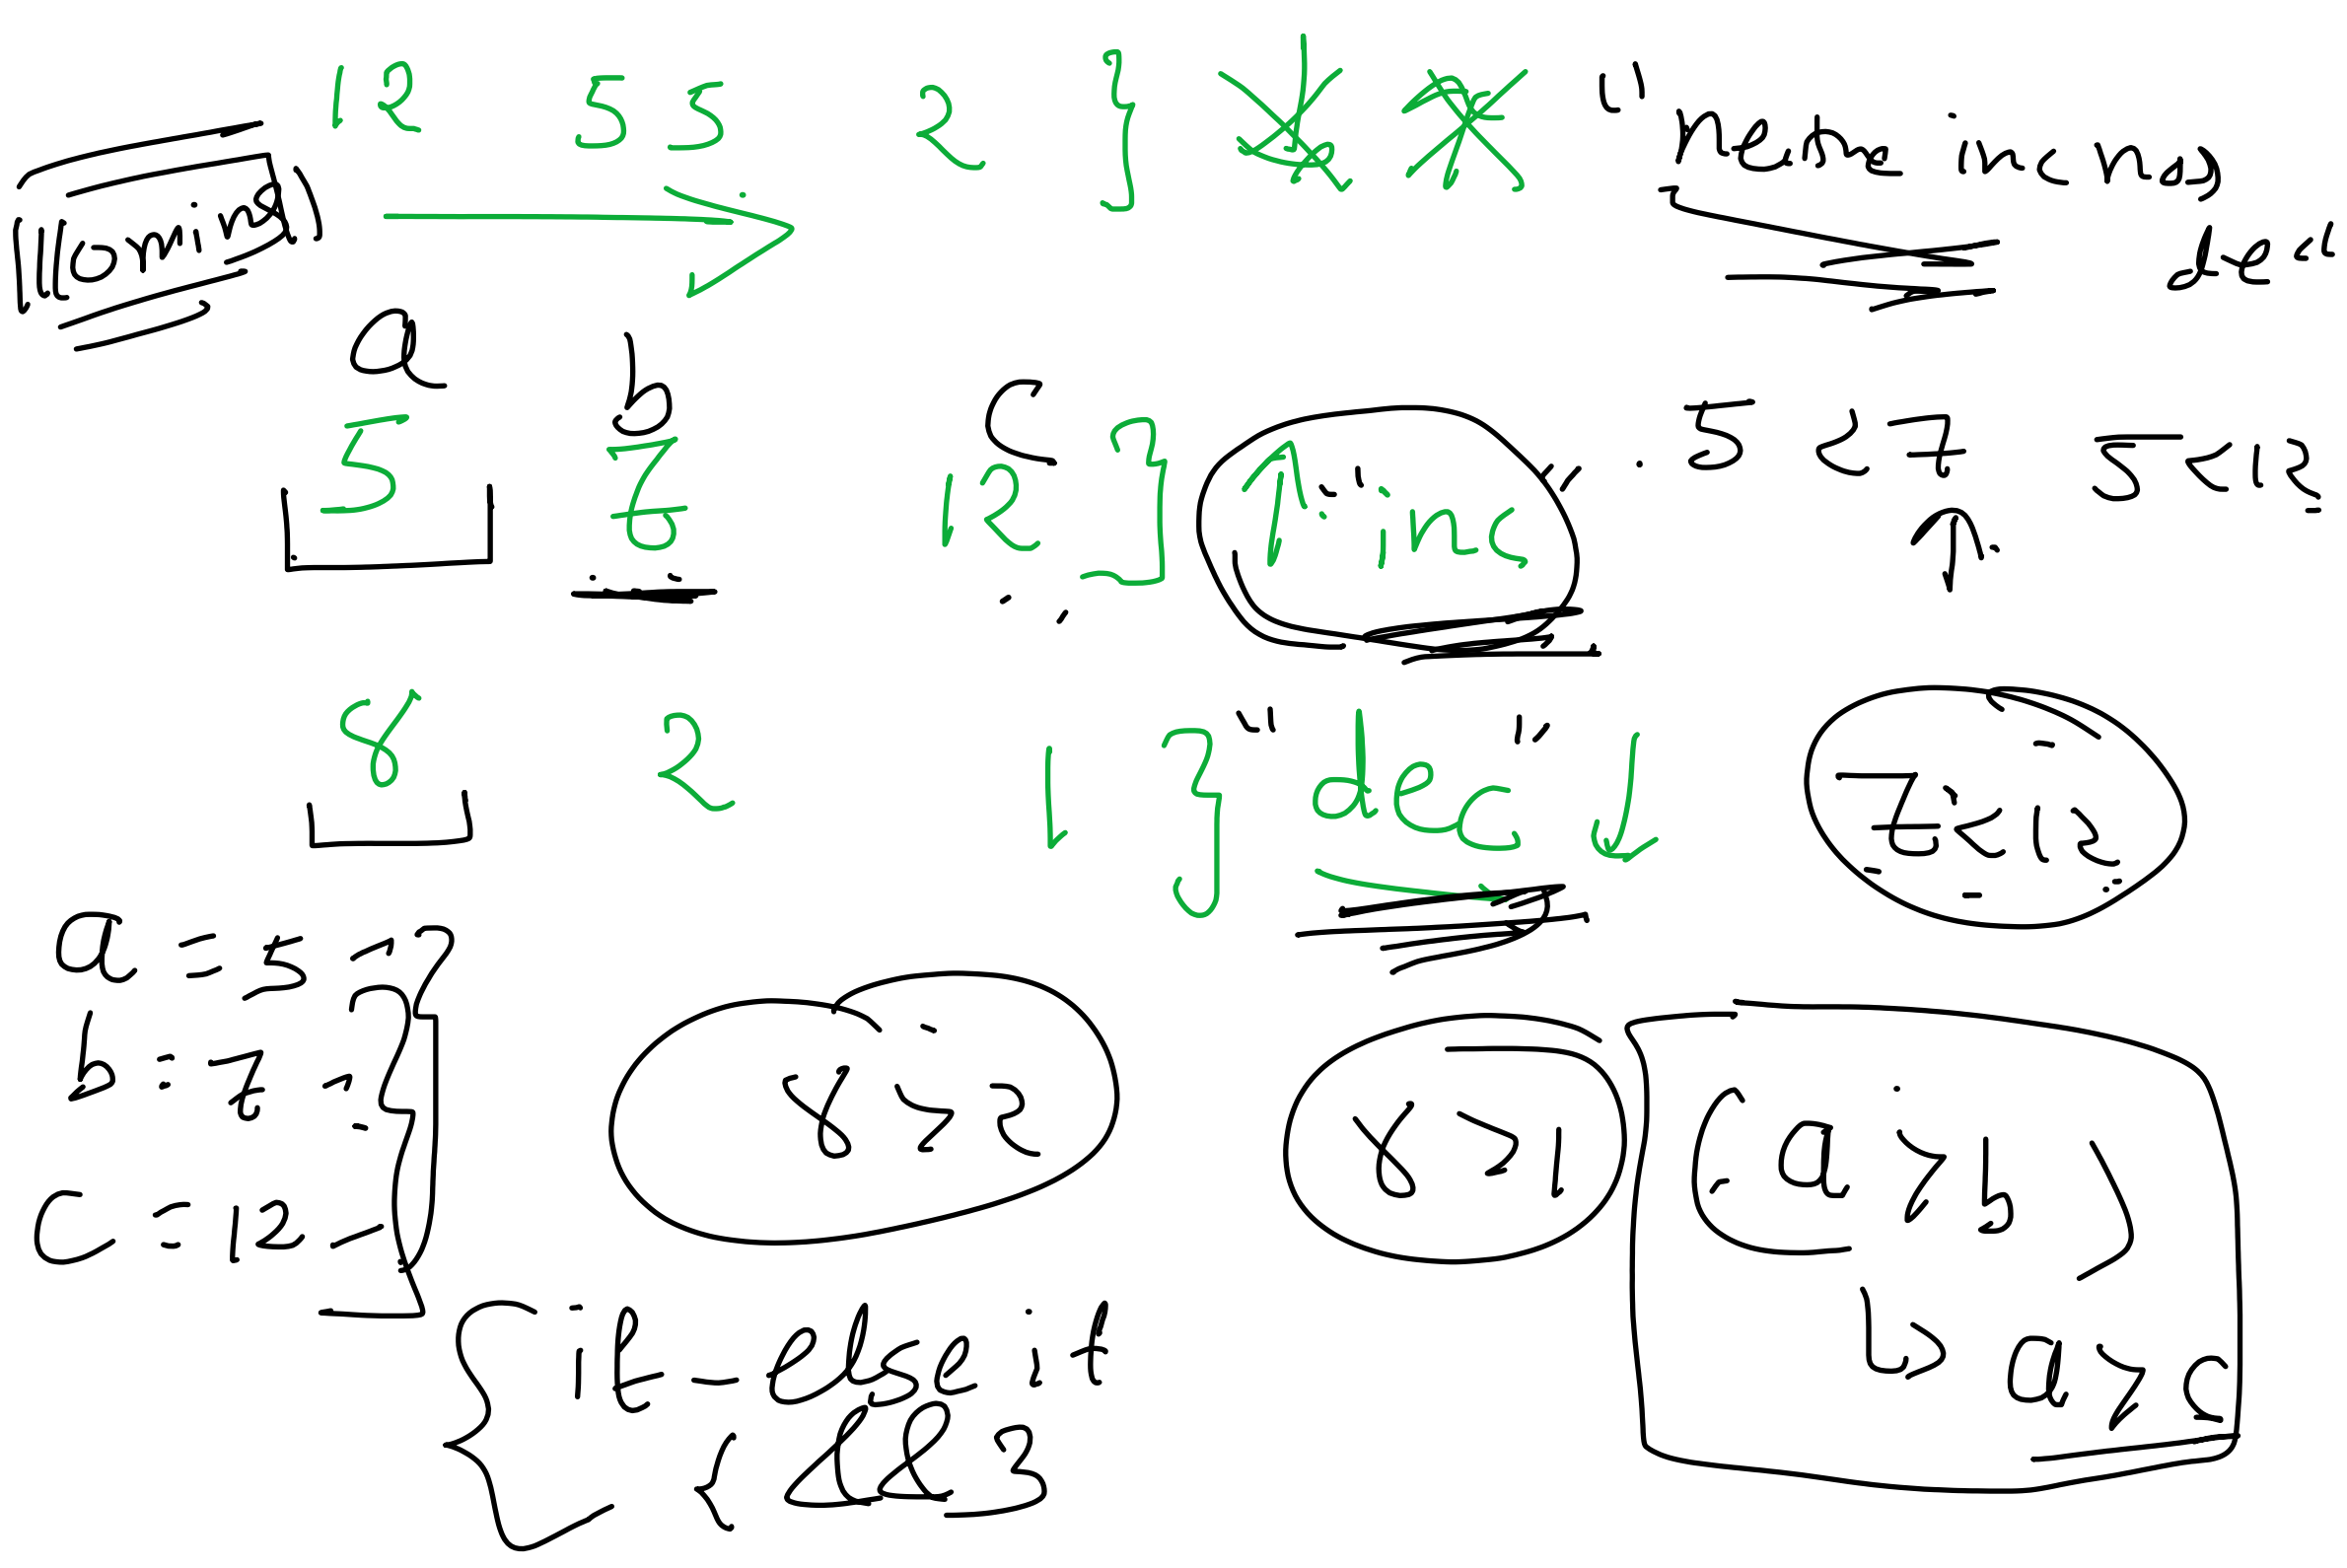 12 55 2 } "neither inc nor
dec"
a b c
5 7 12 } ↑ : "inc" 5 < 7 5 < 12
8 2 1 } "dec" ↓ 7 < 12
a = 5
b = 7
c = 12
8 > 2 8 > 1 ( a > b )
↳ a > c
if - else if
{ && }